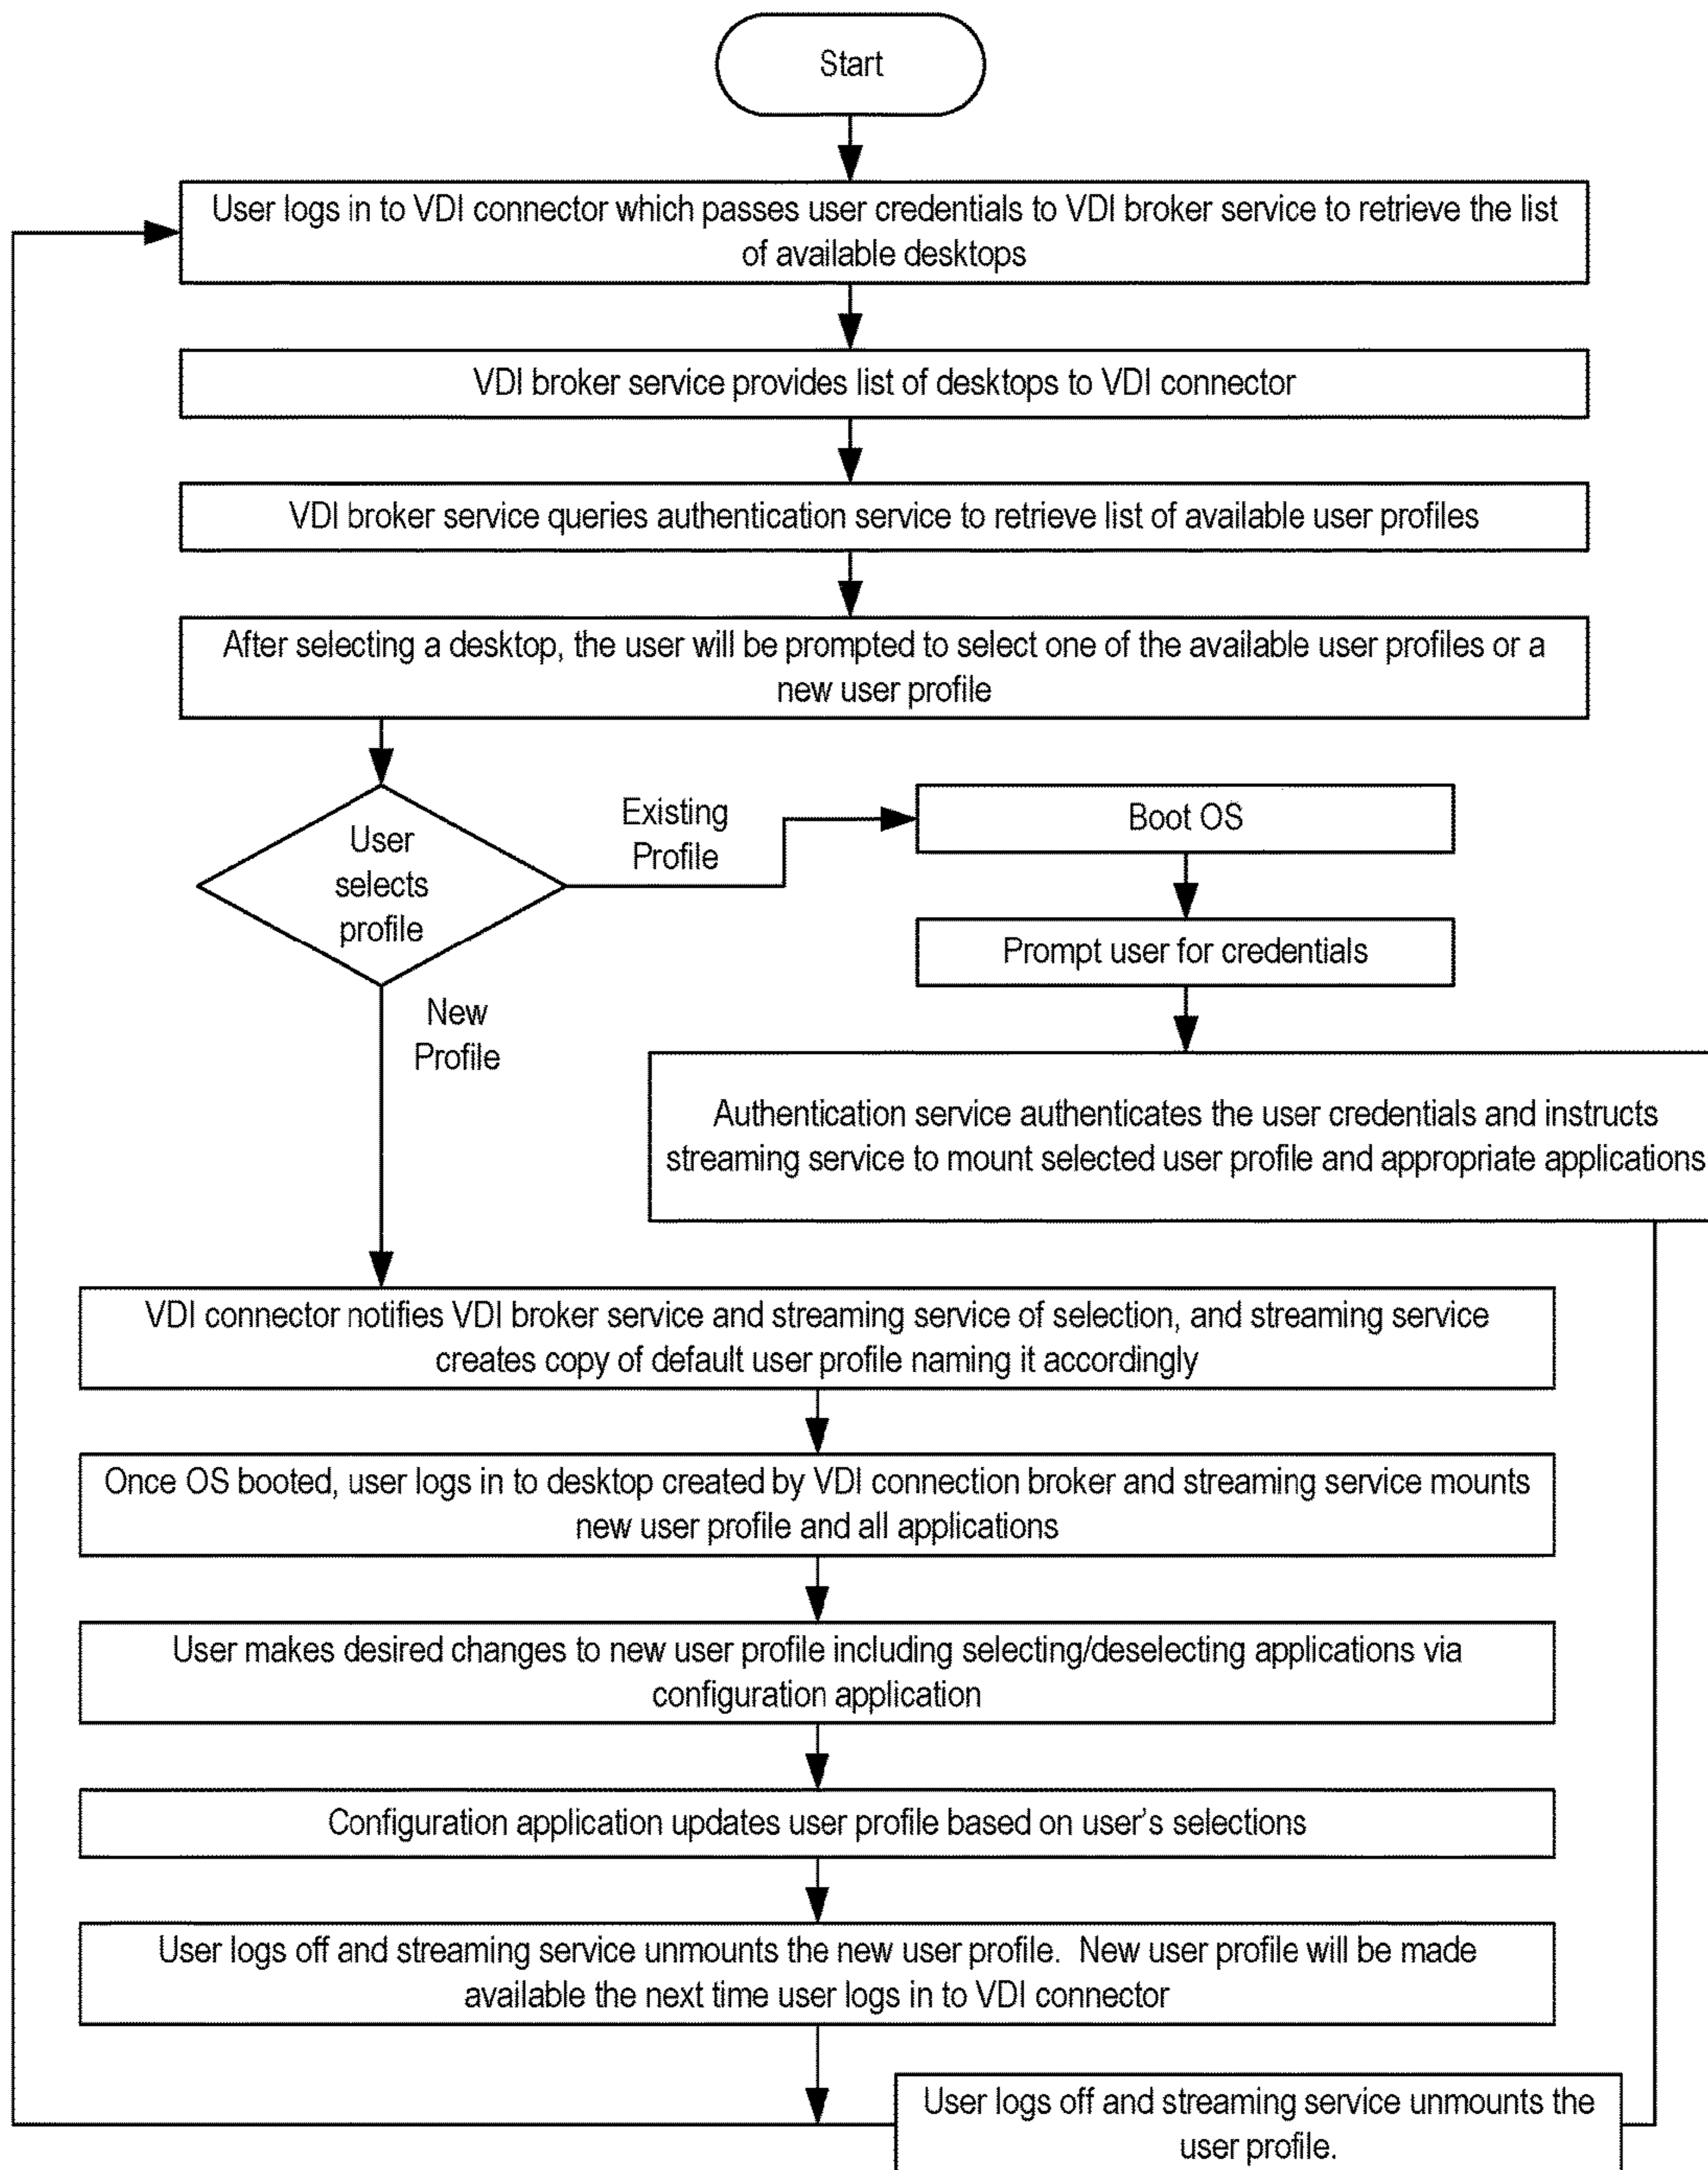 Start
User logs in to VDI connector which passes user credentials to VDI broker service to retrieve the list
of available desktops
VDI broker service provides list of desktops to VDI connector
VDI broker service queries authentication service to retrieve list of available user profiles
After selecting a desktop, the user will be prompted to select one of the available user profiles or a
new user profile
User
selects
profile
Existing
Profile
Boot OS
Prompt user for credentials
New
Profile
Authentication service authenticates the user credentials and instructs
streaming service to mount selected user profile and appropriate applications
VDI connector notifies VDI broker service and streaming service of selection, and streaming service
creates copy of default user profile naming it accordingly
Once OS booted, user logs in to desktop created by VDI connection broker and streaming service mounts
new user profile and all applications
User makes desired changes to new user profile including selecting/deselecting applications via
configuration application
Configuration application updates user profile based on user's selections
User logs off and streaming service unmounts the new user profile.  New user profile will be made
available the next time user logs in to VDI connector
User logs off and streaming service unmounts the
user profile.